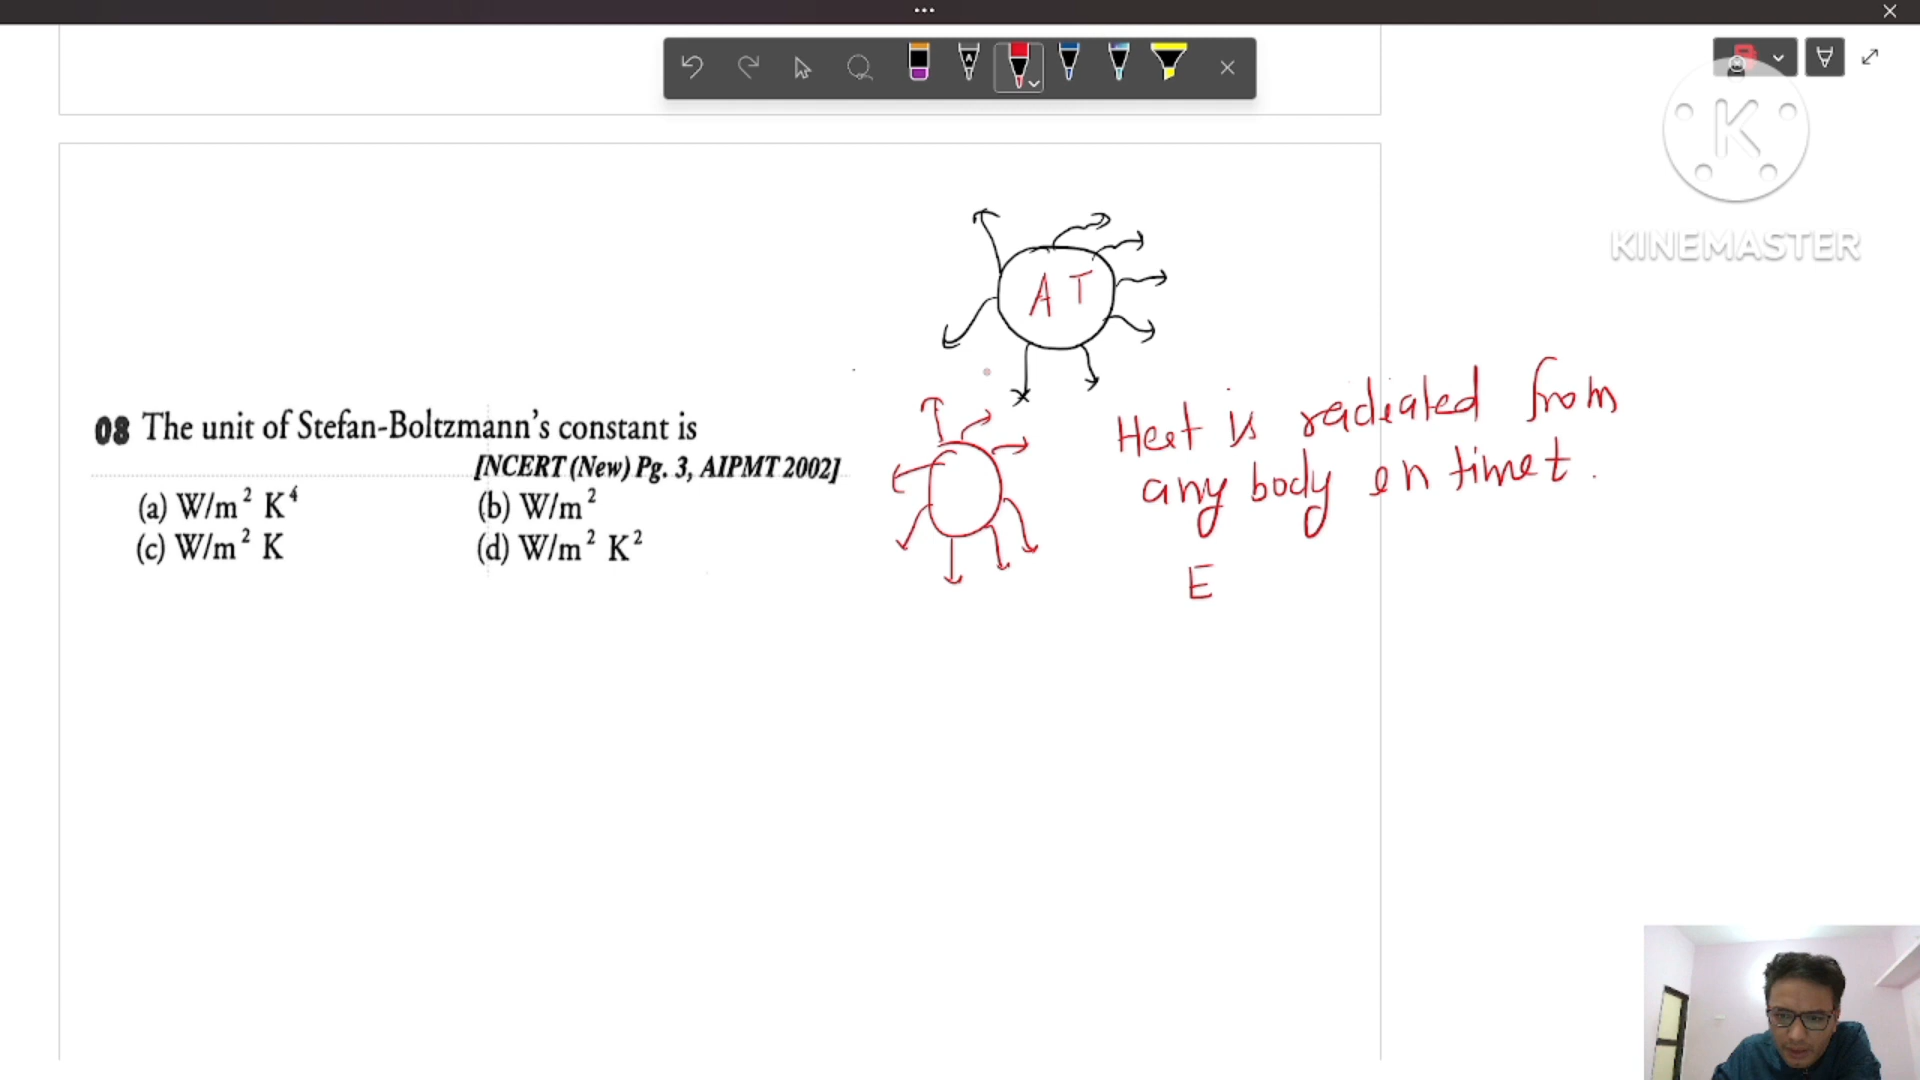 KINEMASTER
A T
Heat is radiated from
any body in time t.
E
08 The unit of Stefan-Boltzmann's constant is
[NCERT (New) Pg. 3, AIPMT 2002]
(a) W/m² K⁴ (b) W/m²
(c) W/m² K (d) W/m² K²